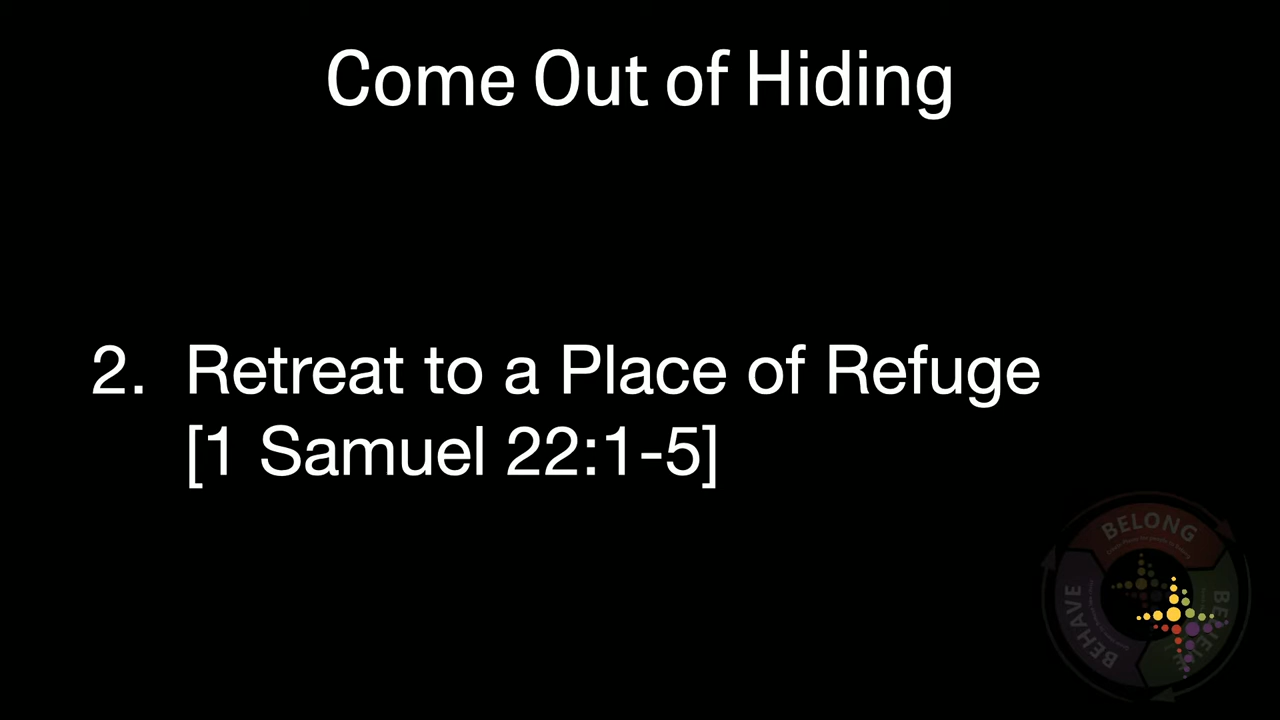 Come Out of Hiding
2. Retreat to a Place of Refuge
[1 Samuel 22:1-5]
BELONG
BEHAVE